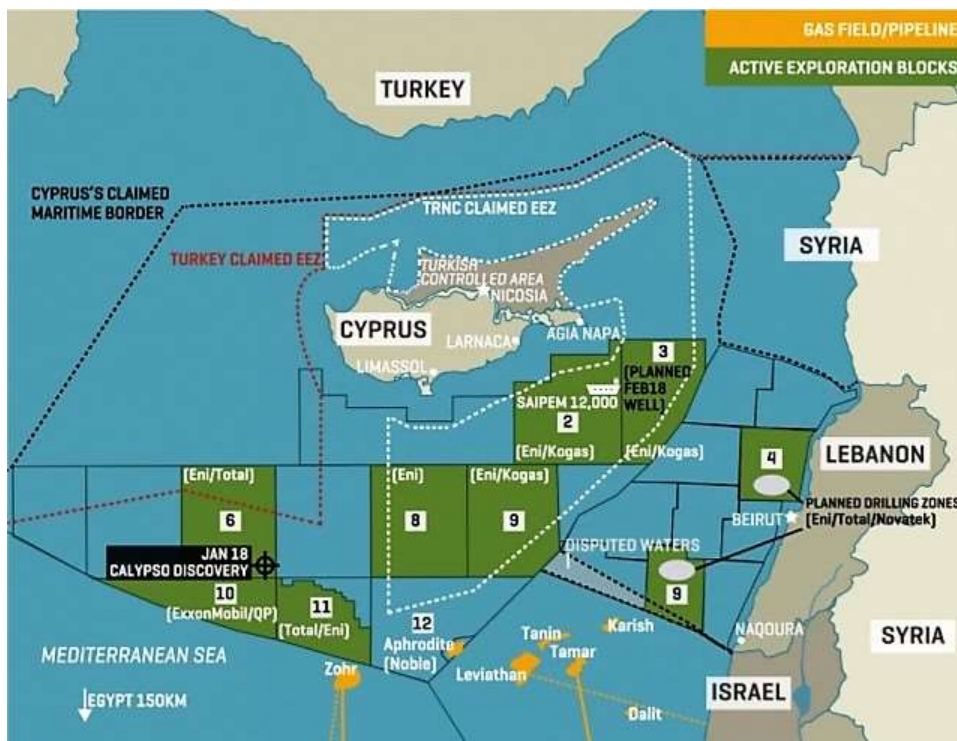 GAS FIELD/PIPELINE
ACTIVE EXPLORATION BLOCKS
TURKEY
CYPRUS'S CLAIMED
MARITIME BORDER
TRNC CLAIMED EEZ
TURKEY CLAIMED EEZ
SYRIA
TURKISH
CONTROLLED AREA
NICOSIA
CYPRUS
AGIA NAPA
LARNACA
LIMASSOL
3
(PLANNED
FEB18
WELL)
SAIPEM 12,000
2
(Eni/Kogas)
(Eni/Kogas)
LEBANON
4
(Eni/Total)
(Eni)
(Eni/Kogas)
PLANNED DRILLING ZONES
(Eni/Total/Novatek)
BEIRUT
6
8
9
JAN 18
CALYPSO DISCOVERY
DISPUTED WATERS
9
10
(ExxonMobil/QP)
11
(Total/Eni)
12
Aphrodite
(Noble)
Karish
Tanin
Tamar
Leviathan
NAQOURA
SYRIA
MEDITERRANEAN SEA
Zohr
ISRAEL
EGYPT 150KM
Dalit